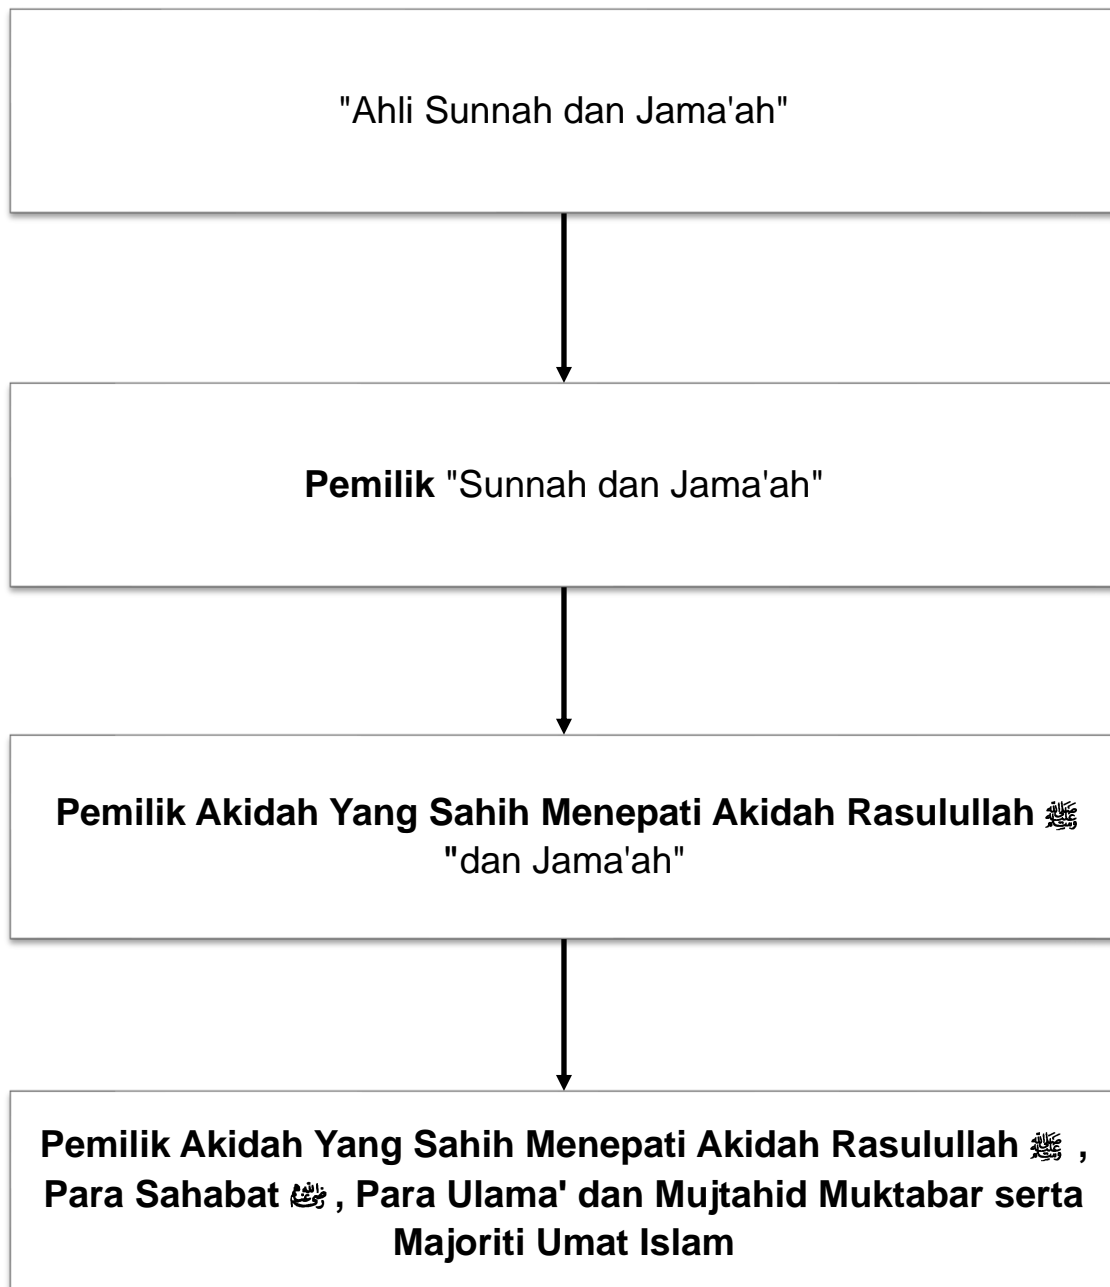 "Ahli Sunnah dan Jama'ah"
Pemilik "Sunnah dan Jama'ah"
Pemilik Akidah Yang Sahih Menepati Akidah Rasulullah ﷺ
"dan Jama'ah"
Pemilik Akidah Yang Sahih Menepati Akidah Rasulullah ﷺ ,
Para Sahabat , Para Ulama' dan Mujtahid Muktabar serta
Majoriti Umat Islam